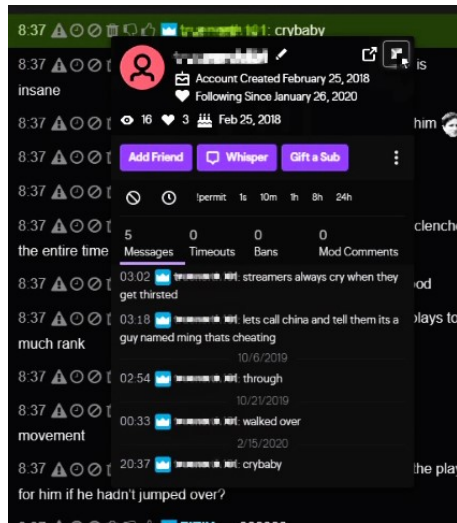 8:37 : crybaby
8:37 is
insane
Account Created February 25, 2018
Following Since January 26, 2020
16 3 Feb 25, 2018
8:37 him
Add Friend Whisper Gift a Sub
8:37
8:37
!permit 1s 10m 1h 8h 24h
8:37 clench
5 0 0 0
the entire time
Messages Timeouts Bans Mod Comments
03:02 : streamers always cry when they
get thirsted
8:37 od
03:18 : lets call china and tell them its a
guy named ming thats cheating
8:37 plays to
much rank
10/6/2019
8:37
02:54 : through
10/21/2019
8:37
00:33 : walked over
movement
2/15/2020
20:37 : crybaby
8:37 the play
for him if he hadn't jumped over?